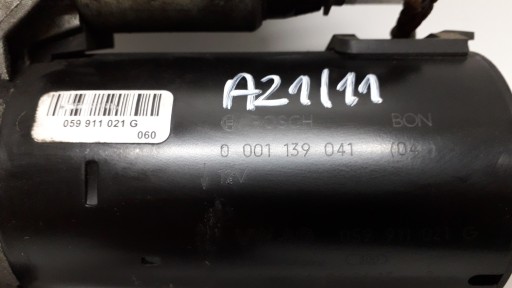 A21/11
059 911 021 G
060
BOSCH BON
0 001 139 041 (04
12V